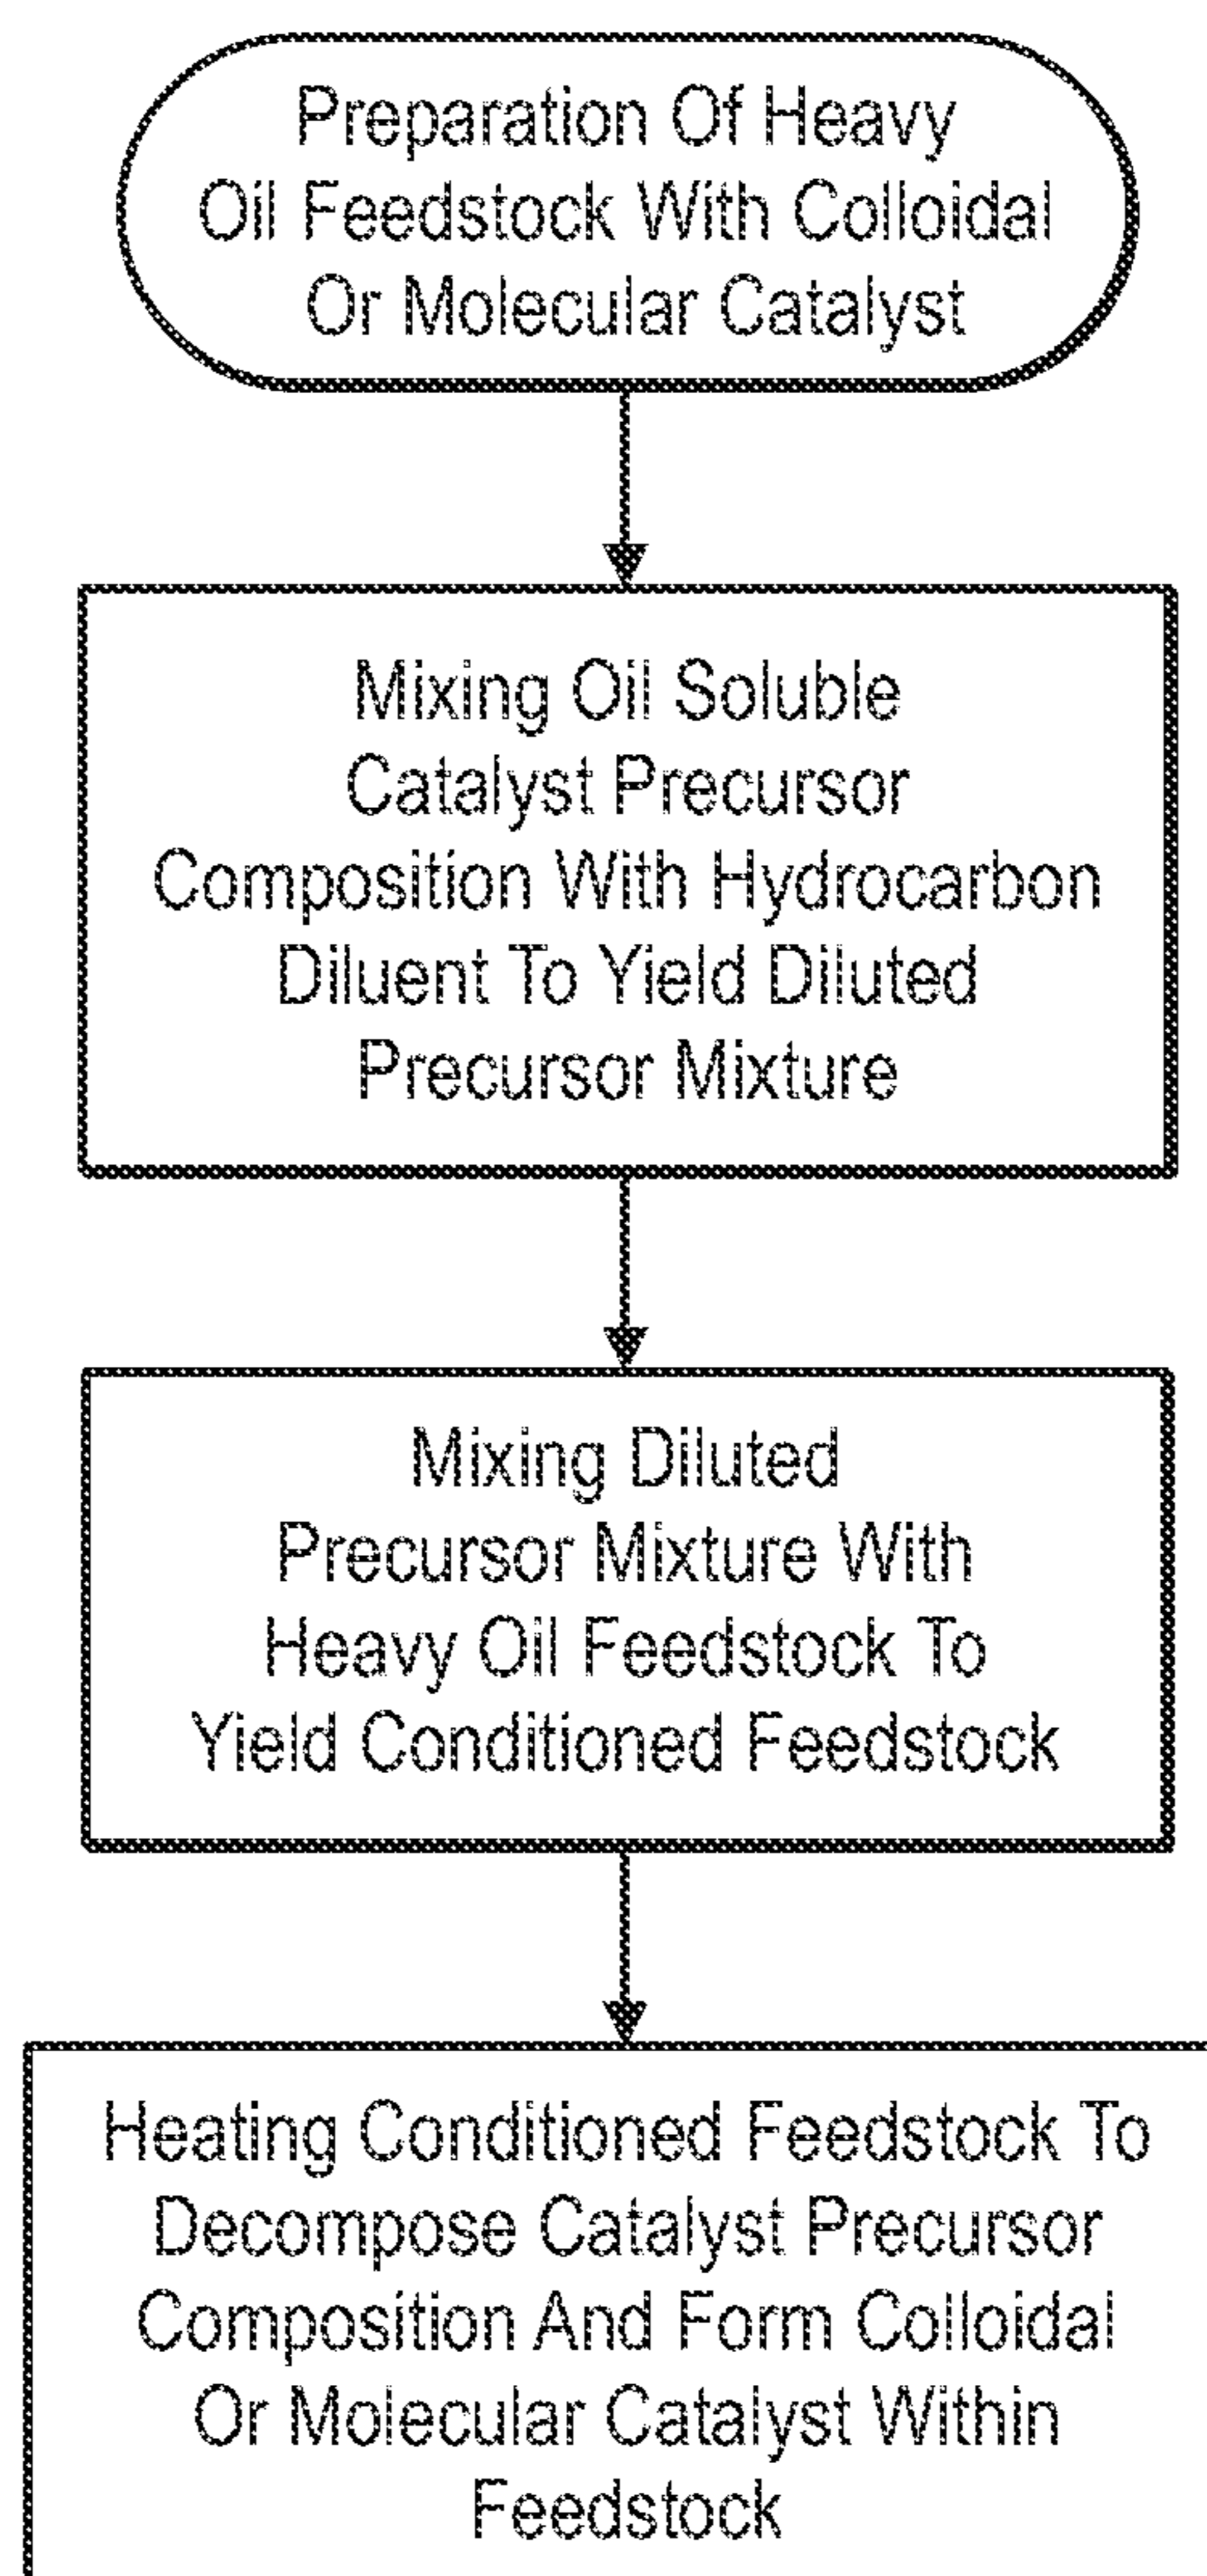 Preparation Of Heavy
Oil Feedstock With Colloidal
Or Molecular Catalyst
Mixing Oil Soluble
Catalyst Precursor
Composition With Hydrocarbon
Diluent To Yield Diluted
Precursor Mixture
Mixing Diluted
Precursor Mixture With
Heavy Oil Feedstock To
Yield Conditioned Feedstock
Heating Conditioned Feedstock To
Decompose Catalyst Precursor
Composition And Form Colloidal
Or Molecular Catalyst Within
Feedstock